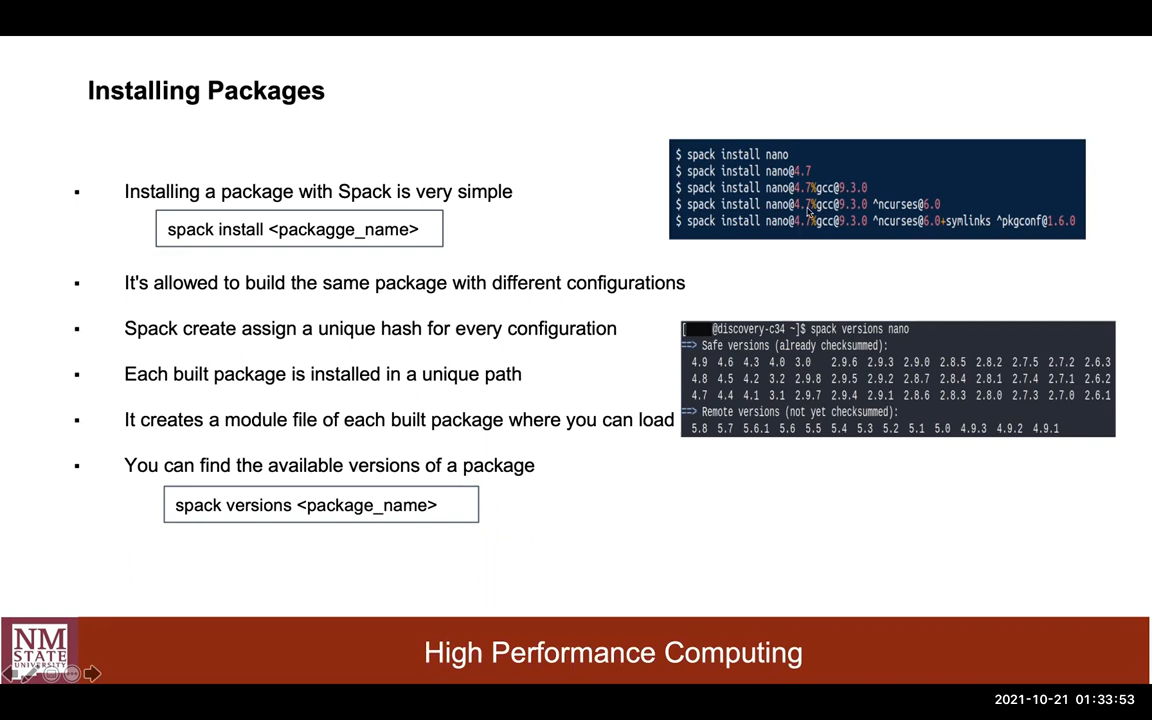 Installing Packages
Installing a package with Spack is very simple
spack install <packagge_name>
It's allowed to build the same package with different configurations
Spack create assign a unique hash for every configuration
Each built package is installed in a unique path
It creates a module file of each built package where you can load
You can find the available versions of a package
spack versions <package_name>
$ spack install nano
$ spack install nano@4.7
$ spack install nano@4.7%gcc@9.3.0
$ spack install nano@4.7%gcc@9.3.0 ^ncurses@6.0
$ spack install nano@4.7%gcc@9.3.0 ^ncurses@6.0+symlinks ^pkgconf@1.6.0
[ @discovery-c34 ~]$ spack versions nano
==> Safe versions (already checksummed):
4.9 4.6 4.3 4.0 3.0 2.9.6 2.9.3 2.9.0 2.8.5 2.8.2 2.7.5 2.7.2 2.6.3
4.8 4.5 4.2 3.2 2.9.8 2.9.5 2.9.2 2.8.7 2.8.4 2.8.1 2.7.4 2.7.1 2.6.2
4.7 4.4 4.1 3.1 2.9.7 2.9.4 2.9.1 2.8.6 2.8.3 2.8.0 2.7.3 2.7.0 2.6.1
==> Remote versions (not yet checksummed):
5.8 5.7 5.6.1 5.6 5.5 5.4 5.3 5.2 5.1 5.0 4.9.3 4.9.2 4.9.1
NM
STATE
UNIVERSITY
High Performance Computing
2021-10-21 01:33:53